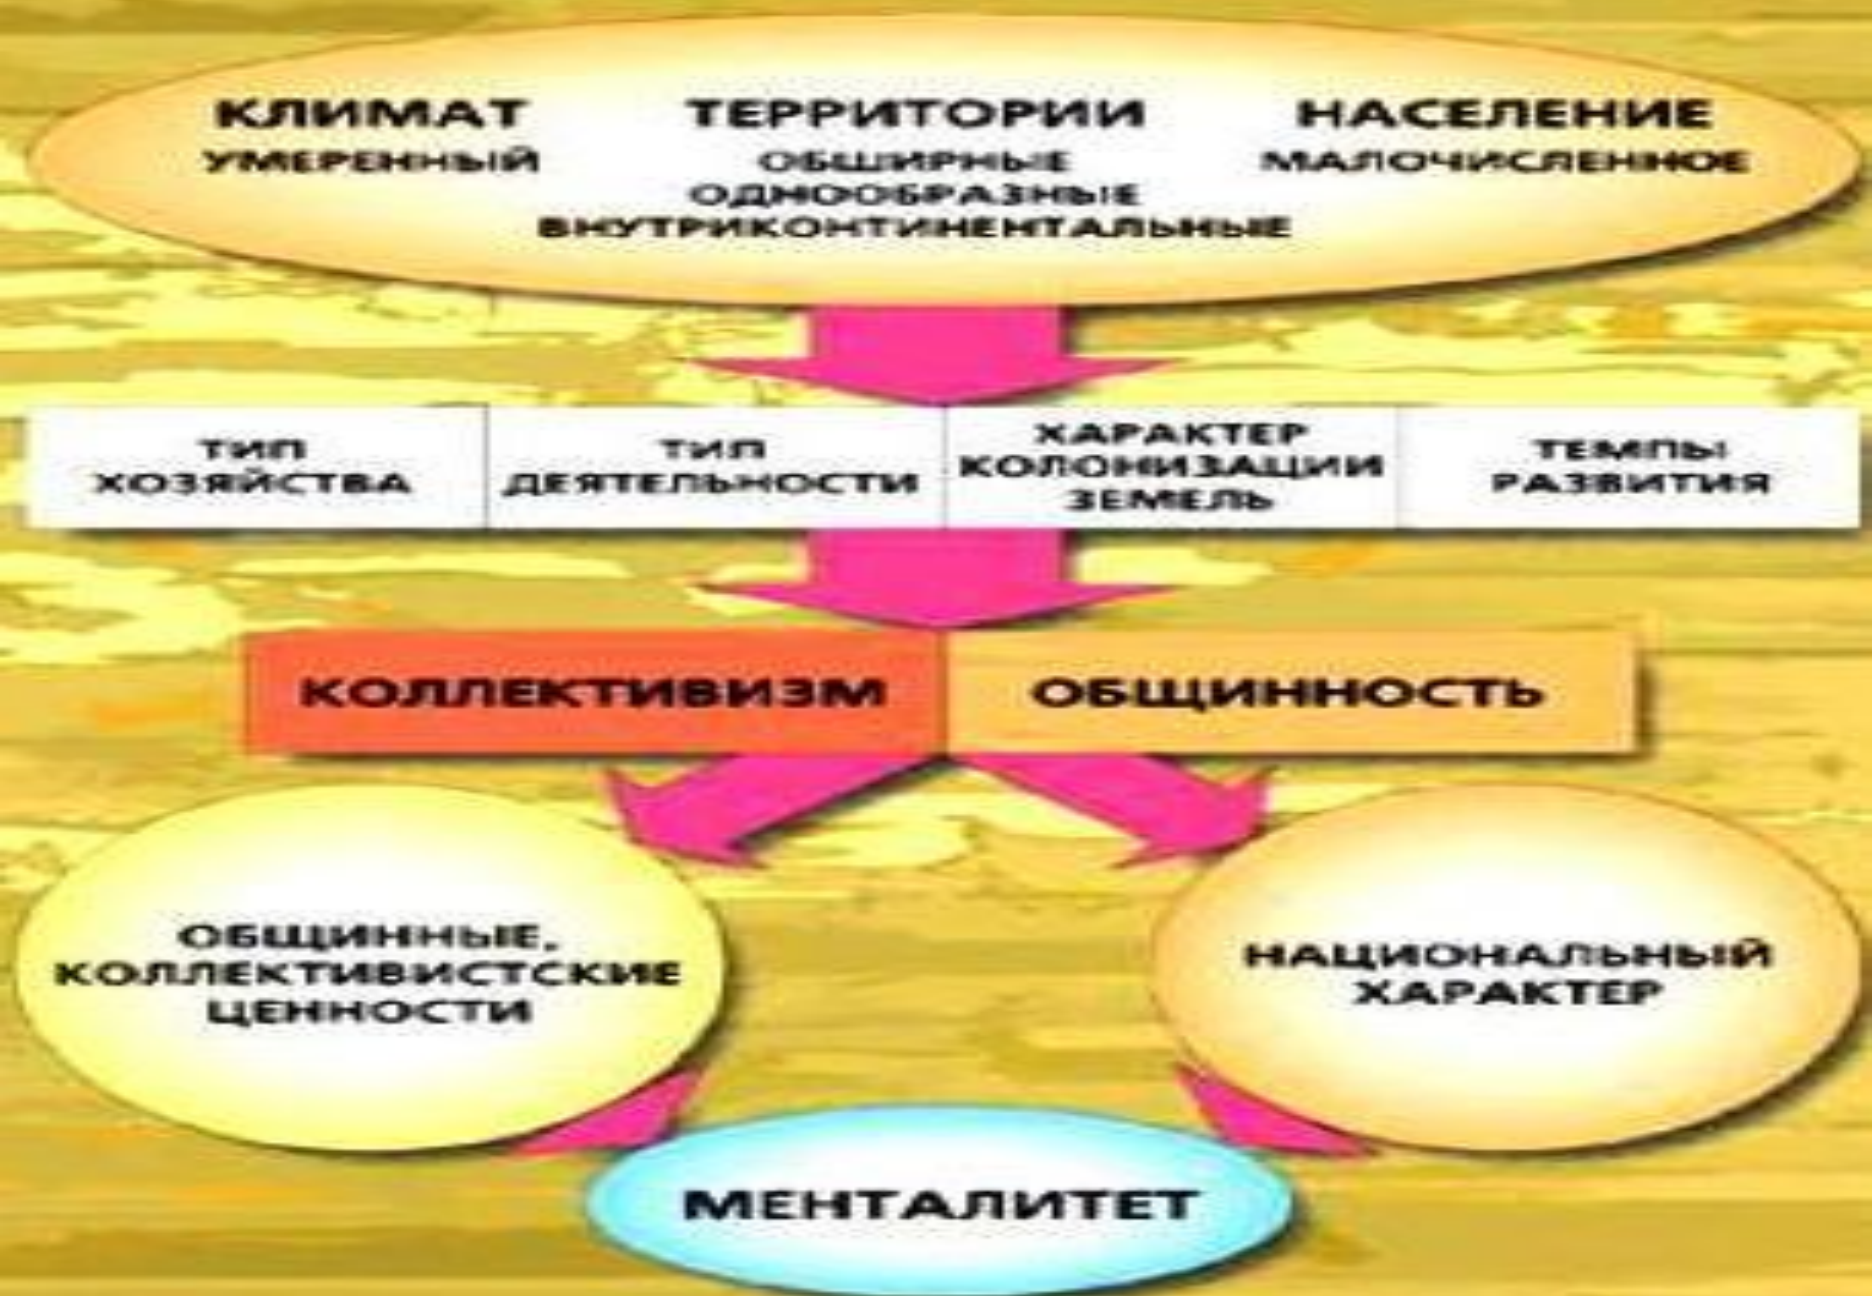 КЛИМАТ ТЕРРИТОРИИ НАСЕЛЕНИЕ
УМЕРЕННЫЙ ОБШИРНЫЕ МАЛОЧИСЛЕННОЕ
ОДНООБРАЗНЫЕ
ВНУТРИКОНТИНЕНТАЛЬНЫЕ
ТИП
ХОЗЯЙСТВА
ТИП
ДЕЯТЕЛЬНОСТИ
ХАРАКТЕР
КОЛОНИЗАЦИИ
ЗЕМЕЛЬ
ТЕМПЫ
РАЗВИТИЯ
КОЛЛЕКТИВИЗМ
ОБЩИННОСТЬ
ОБЩИННЫЕ,
КОЛЛЕКТИВИСТСКИЕ
ЦЕННОСТИ
НАЦИОНАЛЬНЫЙ
ХАРАКТЕР
МЕНТАЛИТЕТ